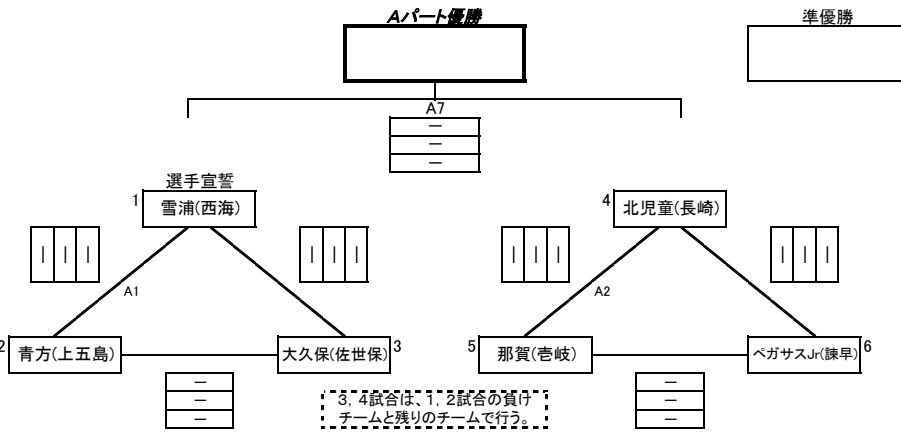 Aパート優勝
準優勝
A7
－
－
－
選手宣誓
1 雪浦(西海)
4 北児童(長崎)
| | |
| | |
| | |
| | |
A1
A2
2 青方(上五島)
大久保(佐世保) 3
5 那賀(壱岐)
ペガサスJr(諫早) 6
－
－
－
3，4試合は、1，2試合の負け
チームと残りのチームで行う。
－
－
－